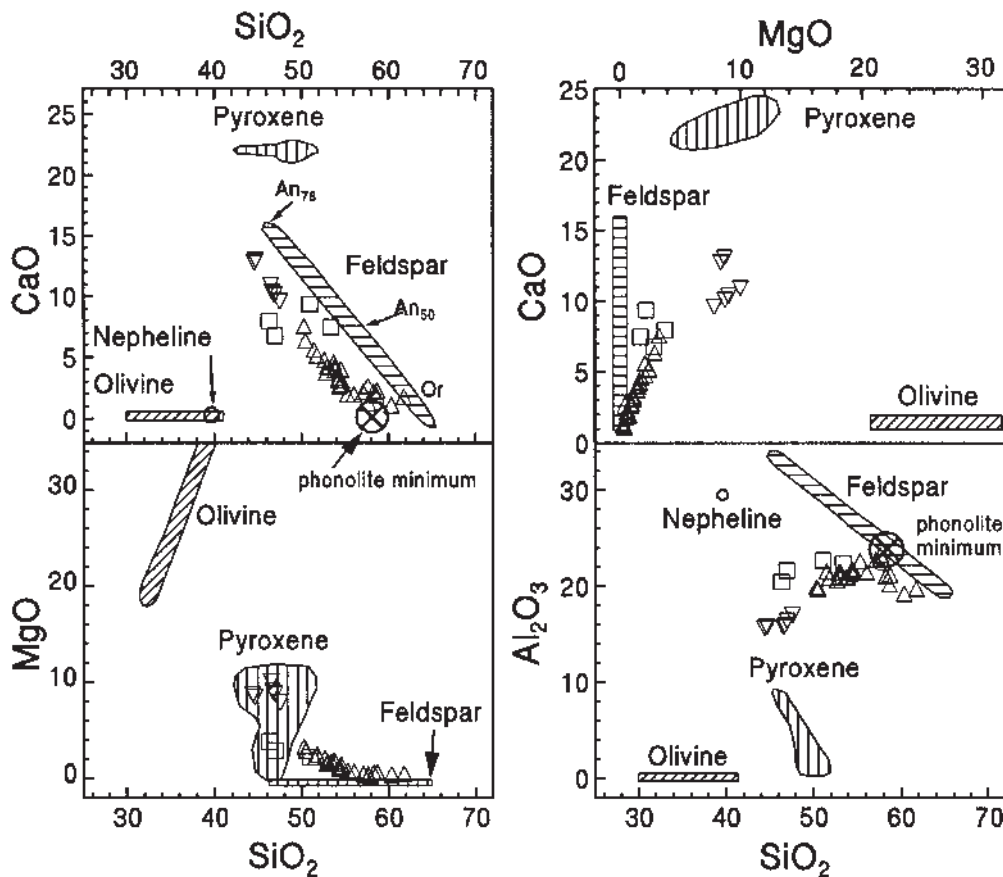 SiO₂
30 40 50 60
25
20
15
10
5
0
CaO
Pyroxene
An₇₈
Feldspar
An₅₀
Nepheline
Olivine
Or
phonolite minimum
30
20
10
0
MgO
Olivine
Pyroxene
Feldspar
30 40 50 60 70
SiO₂
MgO
0 10 20 30
25
20
15
10
5
0
CaO
Pyroxene
Feldspar
Olivine
30
20
10
0
Al₂O₃
Feldspar
Nepheline
phonolite
minimum
Pyroxene
Olivine
30 40 50 60 70
SiO₂